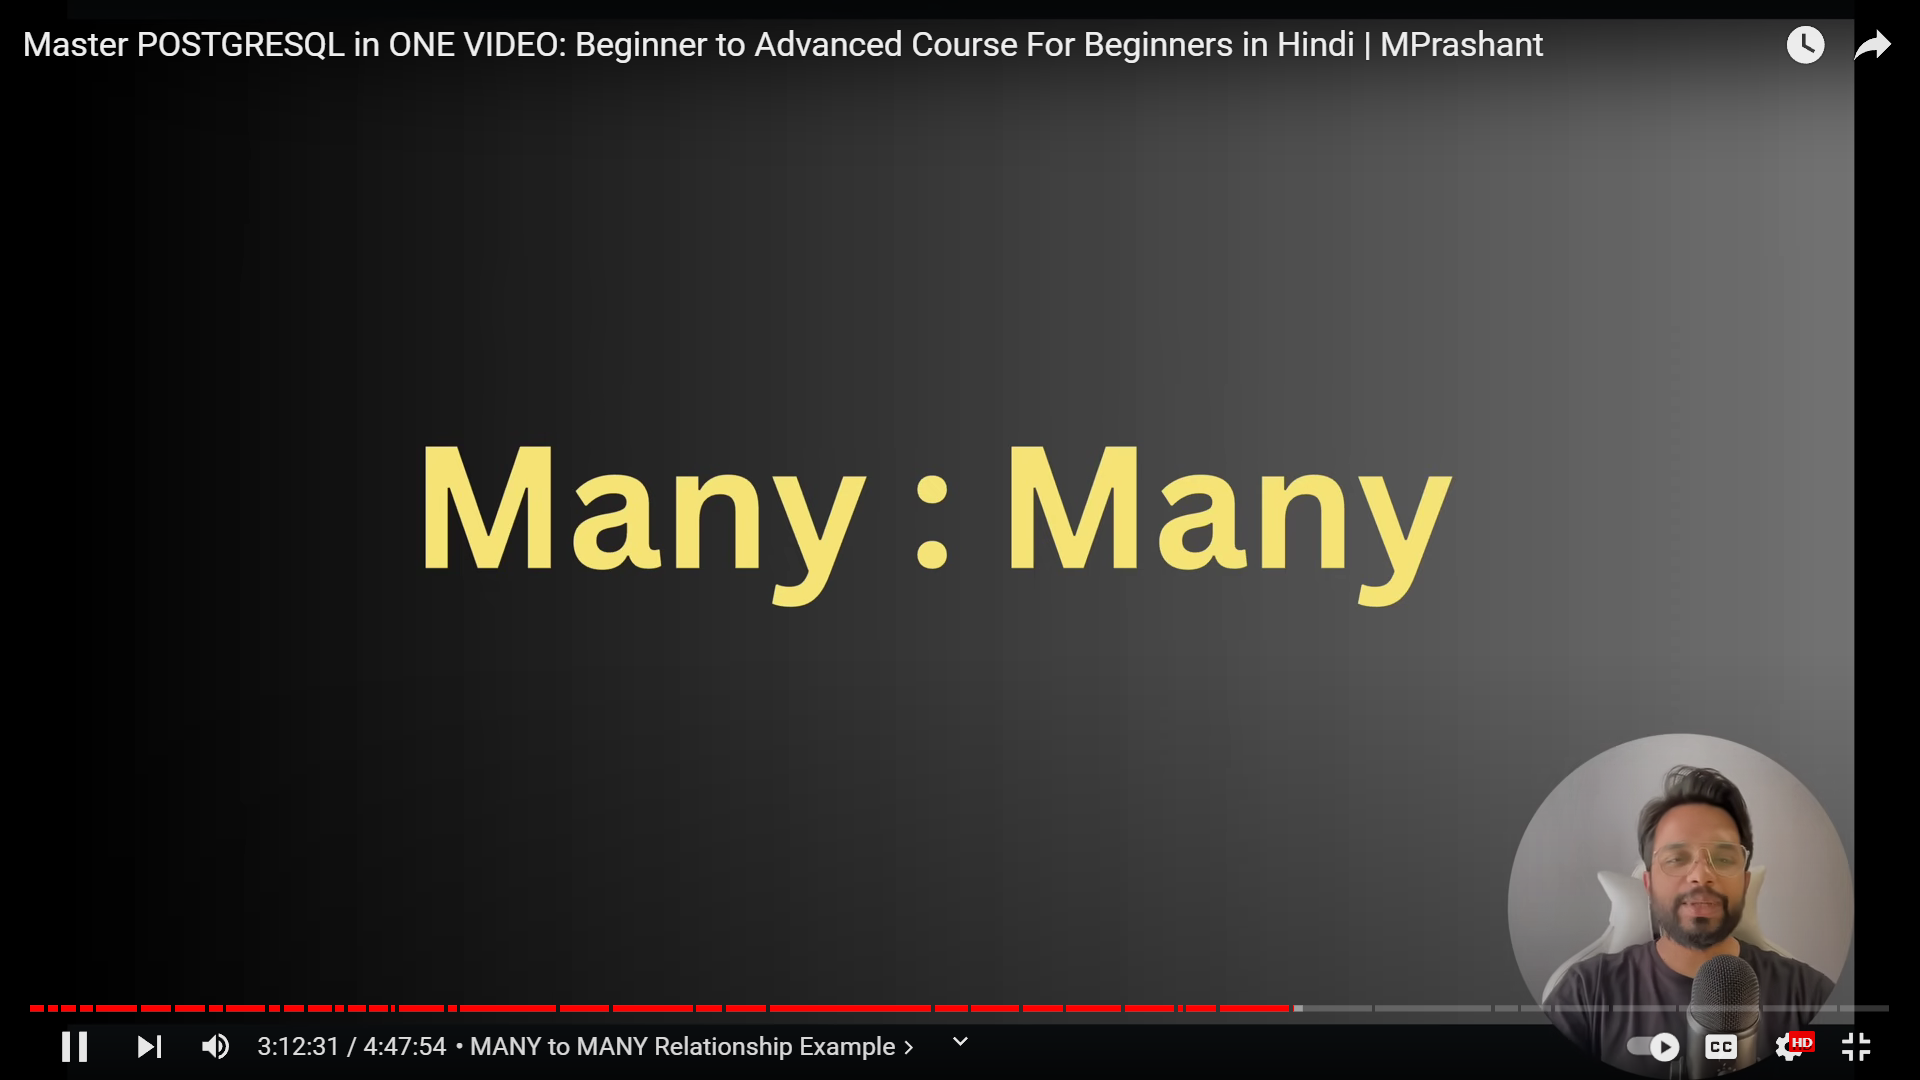 Master POSTGRESQL in ONE VIDEO: Beginner to Advanced Course For Beginners in Hindi | MPrashant
Many : Many
3:12:31 / 4:47:54 • MANY to MANY Relationship Example
CC
HD